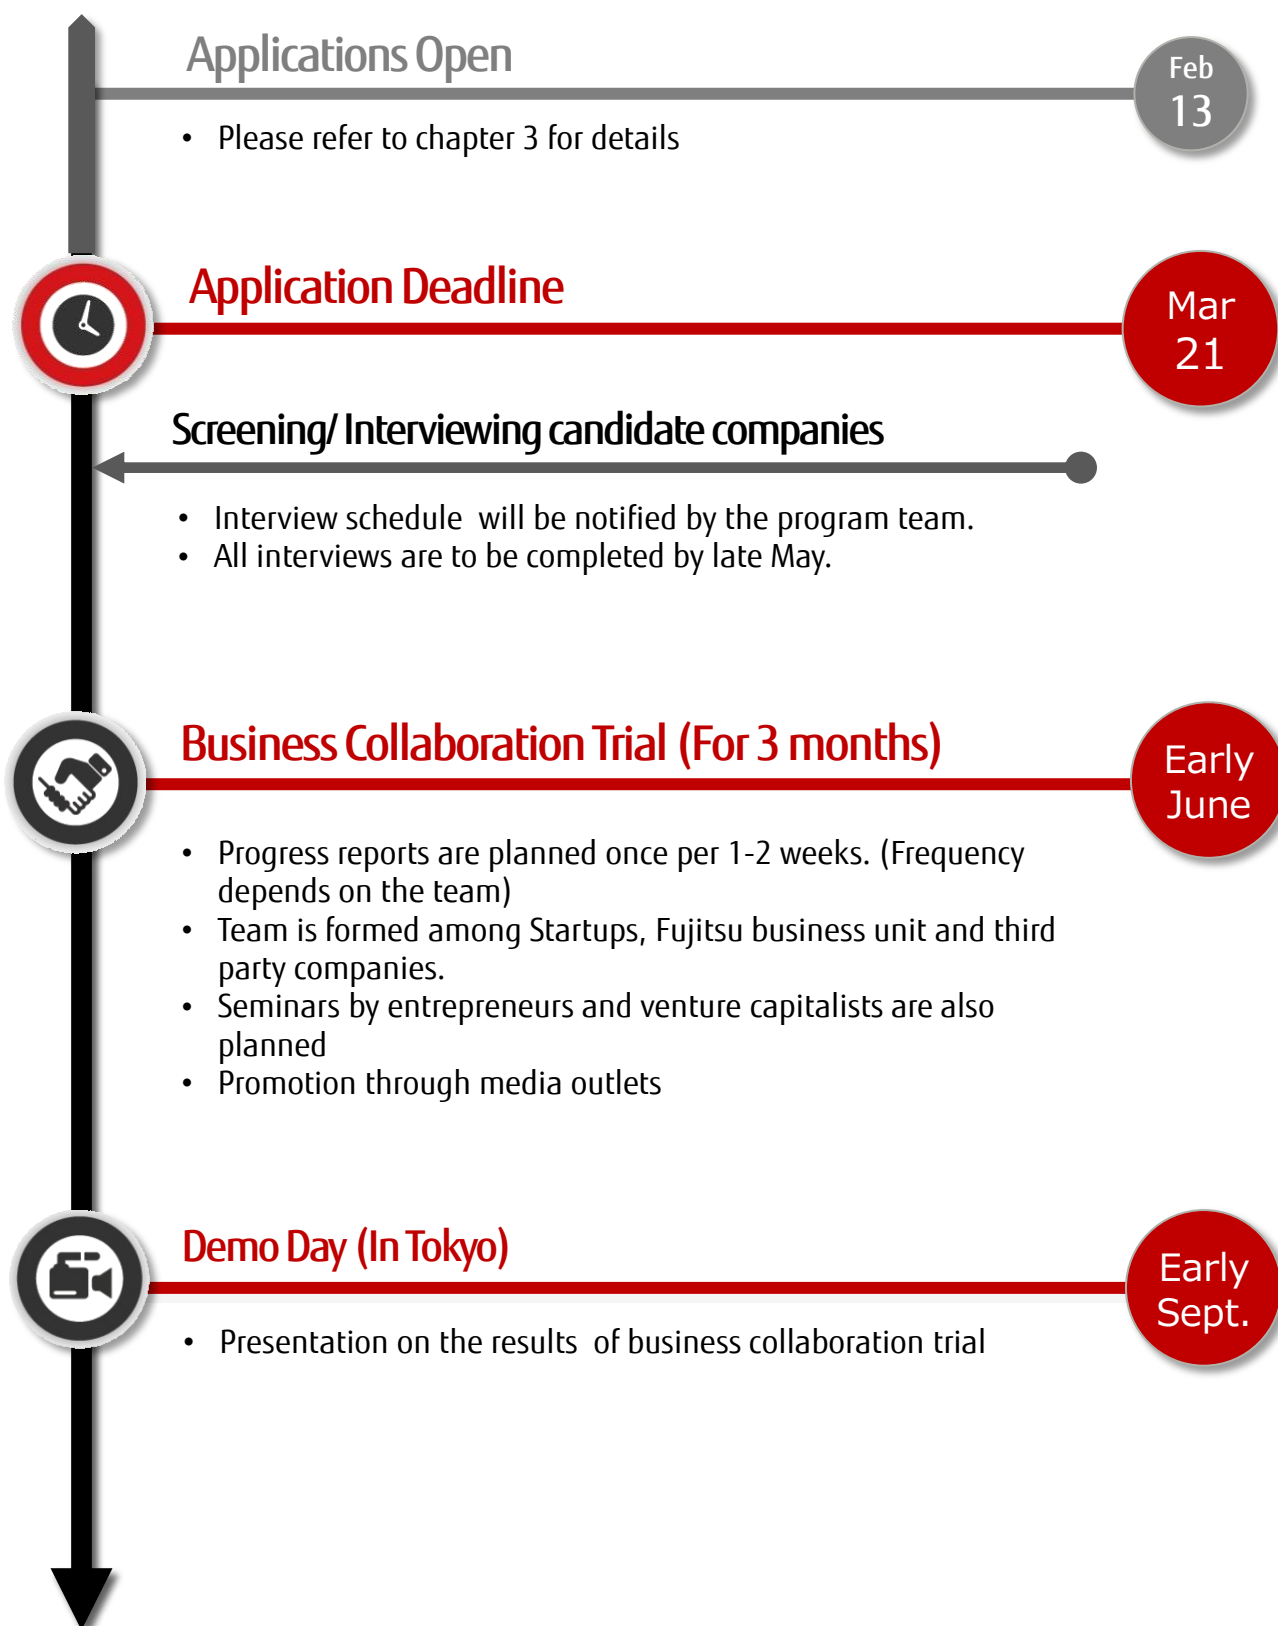 Applications Open
Feb
13
• Please refer to chapter 3 for details
Application Deadline
Mar
21
Screening/ Interviewing candidate companies
• Interview schedule  will be notified by the program team.
• All interviews are to be completed by late May.
Business Collaboration Trial (For 3 months)
Early
June
• Progress reports are planned once per 1-2 weeks. (Frequency
depends on the team)
• Team is formed among Startups, Fujitsu business unit and third
party companies.
• Seminars by entrepreneurs and venture capitalists are also
planned
• Promotion through media outlets
Demo Day (In Tokyo)
Early
Sept.
• Presentation on the results  of business collaboration trial